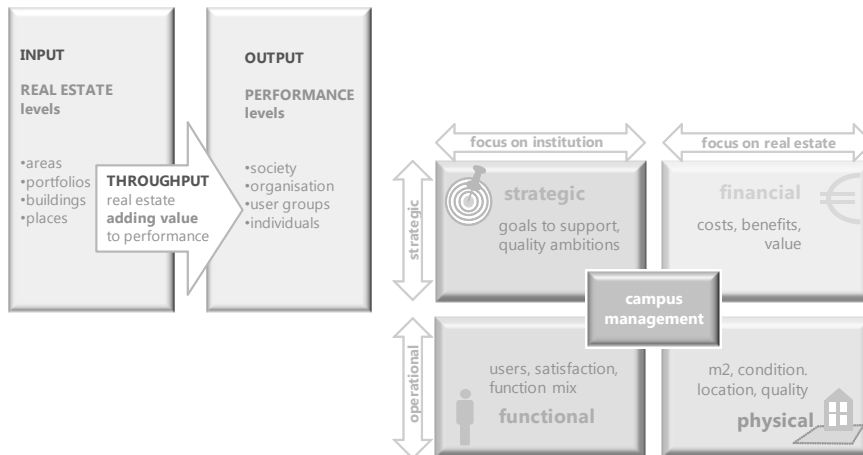 INPUT
REAL ESTATE
levels
•areas
•portfolios
•buildings
•places
THROUGHPUT
real estate
adding value
to performance
OUTPUT
PERFORMANCE
levels
•society
•organisation
•user groups
•individuals
focus on institution
focus on real estate
strategic
strategic
goals to support,
quality ambitions
financial
costs, benefits,
value
campus
management
operational
users, satisfaction,
function mix
functional
m2, condition.
location, quality
physical